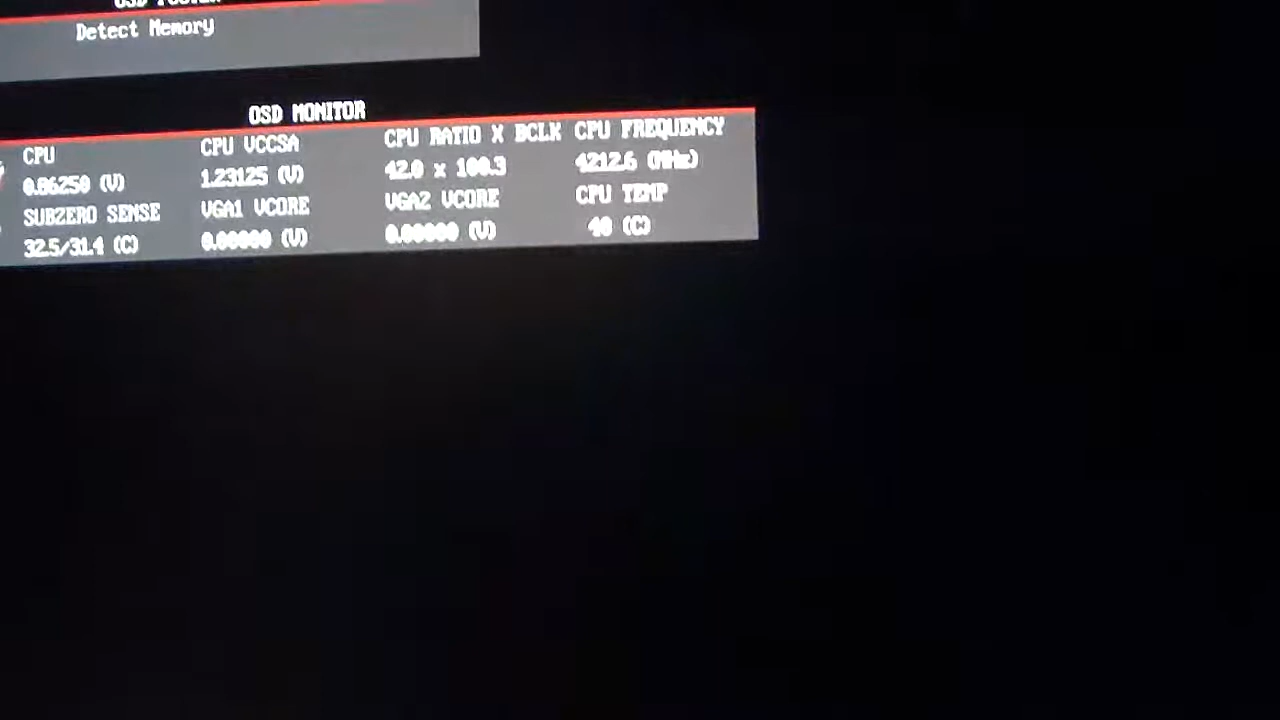 Detect Memory
OSD MONITOR
CPU CPU VCCSA CPU RATIO X BCLK CPU FREQUENCY
0.86250 (V) 1.23125 (V) 42.0 x 100.3 4212.6 (MHz)
SUBZERO SENSE VGA1 VCORE VGA2 VCORE CPU TEMP
32.5/31.4 (C) 0.00000 (V) 0.00000 (V) 40 (C)